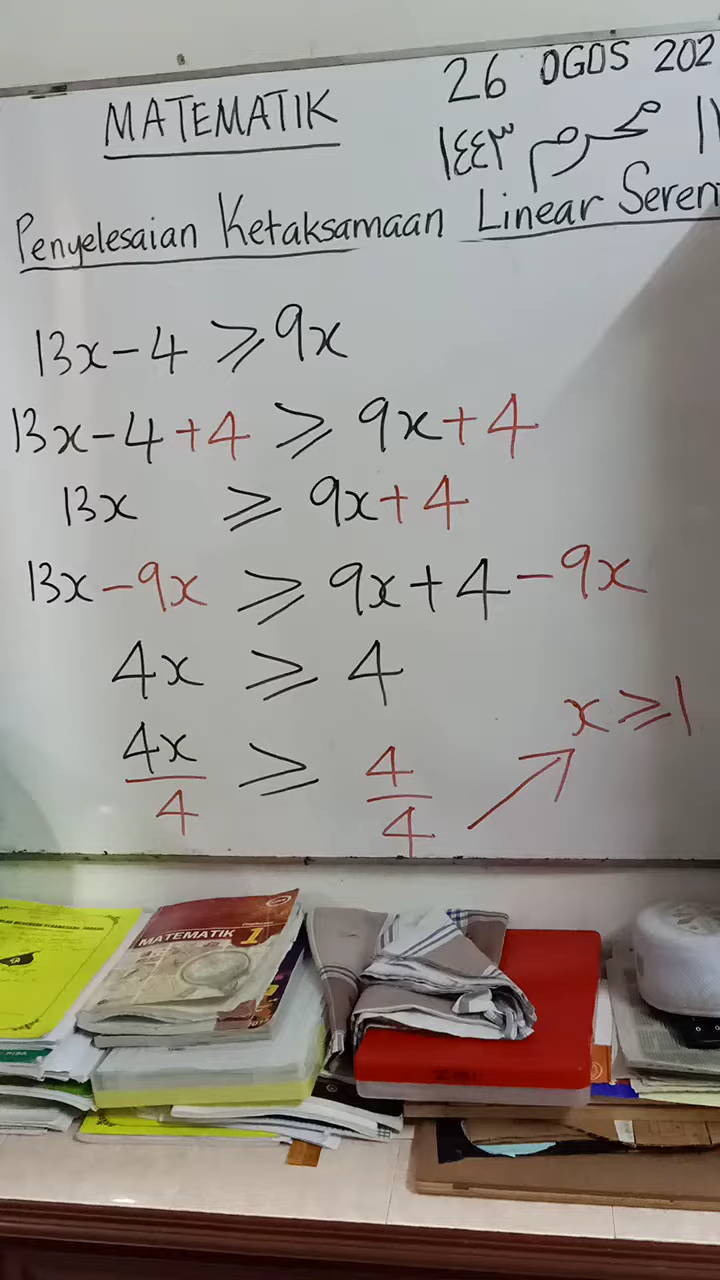 MATEMATIK
26 OGOS 202
١٧ محرم ١٤٤٣
Penyelesaian Ketaksamaan Linear Seren
13x-4 ⩾ 9x
13x-4+4 ⩾ 9x+4
13x ⩾ 9x+4
13x-9x ⩾ 9x+4-9x
4x ⩾ 4
4x/4 ⩾ 4/4
x ⩾ 1
MATEMATIK 1